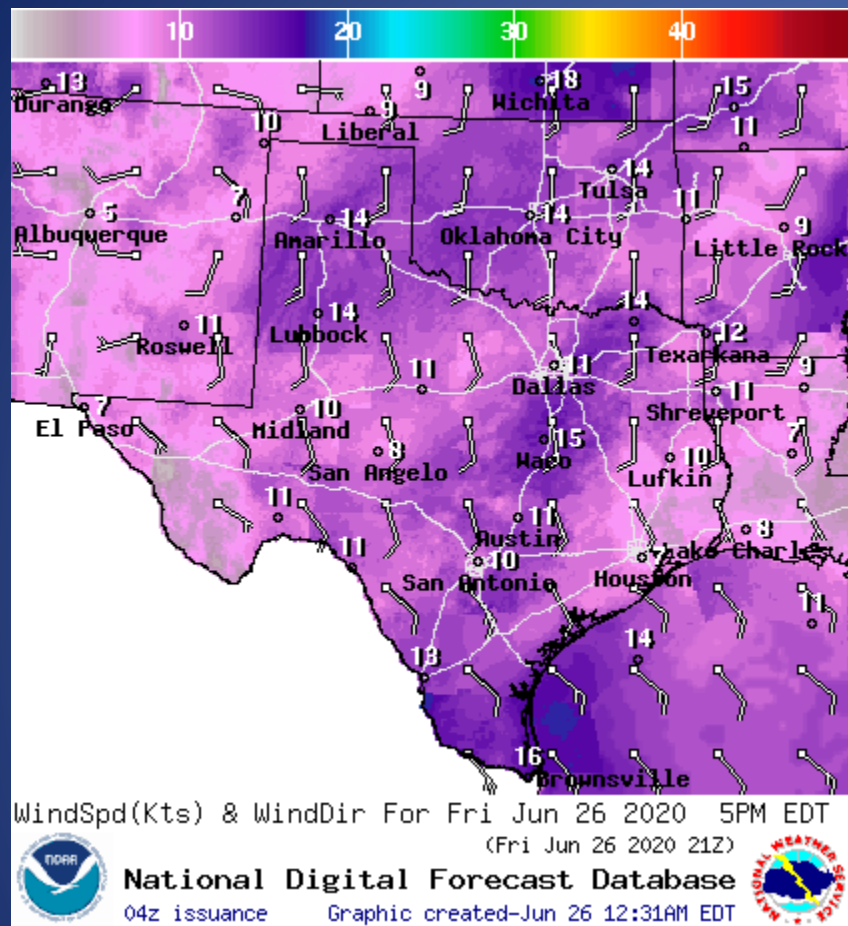 10 20 30 40
13 9 18 15
Durango Wichita
9
Liberal
10 11
14
Tulsa
5 7 14 14 11 9
Albuquerque Amarillo Oklahoma City Little Rock
11 14 14 12
Roswell Lubbock Texarkana
11 11 9
Dallas 11
7 10 Shreveport
El Paso Midland
8 15 10 7
San Angelo Waco Lufkin
11 11 8
Austin
11 10 7 Lake Charles
San Antonio Houston
11
14
13
16
Brownsville
WindSpd(Kts) & WindDir For Fri Jun 26 2020 5PM EDT
(Fri Jun 26 2020 21Z)
NOAA
National Digital Forecast Database
04z issuance Graphic created-Jun 26 12:31AM EDT
NATIONAL WEATHER SERVICE